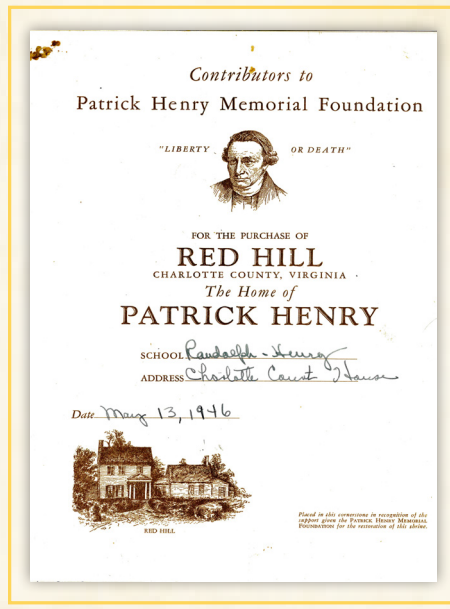 Contributors to
Patrick Henry Memorial Foundation
"LIBERTY OR DEATH"
FOR THE PURCHASE OF
RED HILL
CHARLOTTE COUNTY, VIRGINIA
The Home of
PATRICK HENRY
SCHOOL Randolph-Henry
ADDRESS Charlotte Court House
Date May 13, 1946
RED HILL
Placed in this cornerstone in recognition of the
support given the PATRICK HENRY MEMORIAL
FOUNDATION for the restoration of this shrine.